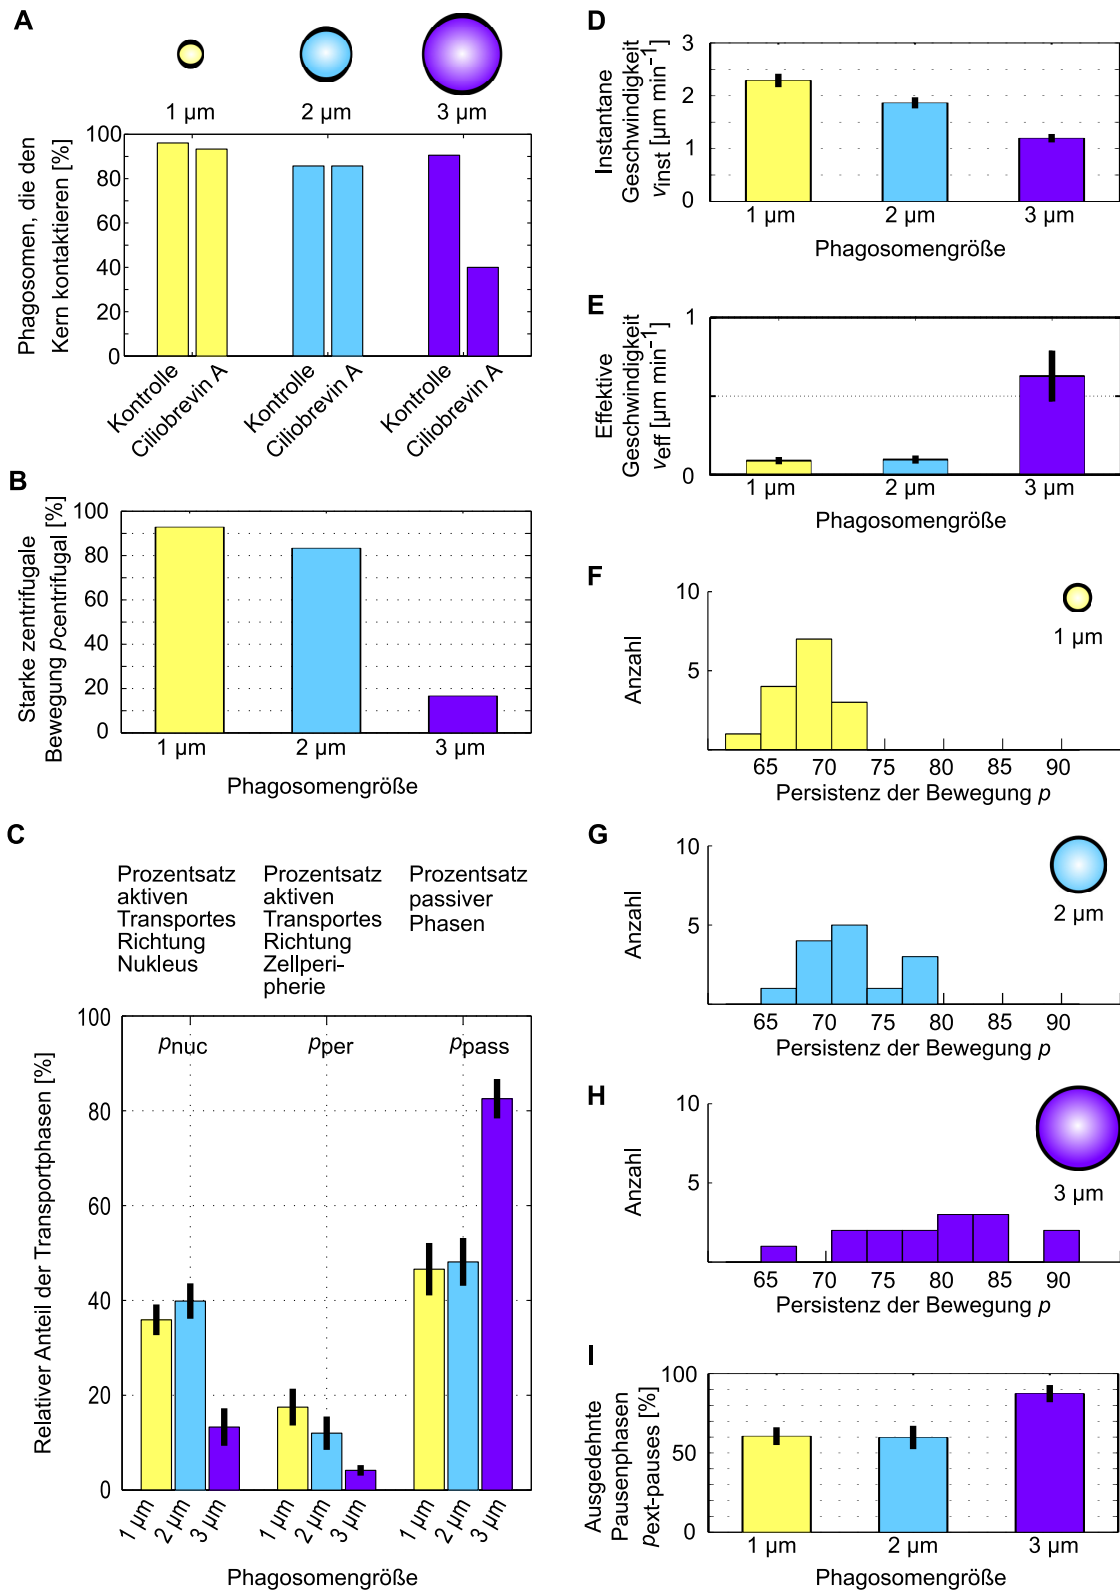 A
1 µm 2 µm 3 µm
Phagosomen, die den
Kern kontaktieren [%]
100
80
60
40
20
0
Kontrolle
Ciliobrevin A
Kontrolle
Ciliobrevin A
Kontrolle
Ciliobrevin A
B
Starke zentrifugale
Bewegung pcentrifugal [%]
100
80
60
40
20
0
1 µm 2 µm 3 µm
Phagosomengröße
C
Prozentsatz
aktiven
Transportes
Richtung
Nukleus
Prozentsatz
aktiven
Transportes
Richtung
Zellperi-
pherie
Prozentsatz
passiver
Phasen
Relativer Anteil der Transportphasen [%]
100
80
60
40
20
0
pnuc pper ppass
1 µm 2 µm 3 µm 1 µm 2 µm 3 µm 1 µm 2 µm 3 µm
Phagosomengröße
D
Instantane
Geschwindigkeit
vinst [µm min⁻¹]
3
2
1
0
1 µm 2 µm 3 µm
Phagosomengröße
E
Effektive
Geschwindigkeit
veff [µm min⁻¹]
1
0
1 µm 2 µm 3 µm
Phagosomengröße
F
Anzahl
10
5
1 µm
65 70 75 80 85 90
Persistenz der Bewegung p
G
Anzahl
10
5
2 µm
65 70 75 80 85 90
Persistenz der Bewegung p
H
Anzahl
10
5
3 µm
65 70 75 80 85 90
Persistenz der Bewegung p
I
Ausgedehnte
Pausenphasen
pext-pauses [%]
100
50
0
1 µm 2 µm 3 µm
Phagosomengröße